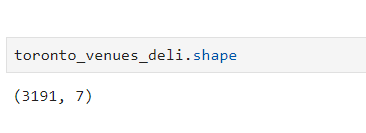 toronto_venues_deli.shape
(3191, 7)